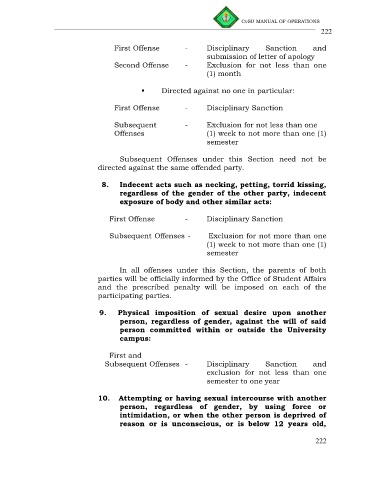 CvSU MANUAL OF OPERATIONS
222
First Offense - Disciplinary Sanction and
submission of letter of apology
Second Offense - Exclusion for not less than one
(1) month
• Directed against no one in particular:
First Offense - Disciplinary Sanction
Subsequent - Exclusion for not less than one
Offenses (1) week to not more than one (1)
semester
Subsequent Offenses under this Section need not be
directed against the same offended party.
8. Indecent acts such as necking, petting, torrid kissing,
regardless of the gender of the other party, indecent
exposure of body and other similar acts:
First Offense - Disciplinary Sanction
Subsequent Offenses - Exclusion for not more than one
(1) week to not more than one (1)
semester
In all offenses under this Section, the parents of both
parties will be officially informed by the Office of Student Affairs
and the prescribed penalty will be imposed on each of the
participating parties.
9. Physical imposition of sexual desire upon another
person, regardless of gender, against the will of said
person committed within or outside the University
campus:
First and
Subsequent Offenses - Disciplinary Sanction and
exclusion for not less than one
semester to one year
10. Attempting or having sexual intercourse with another
person, regardless of gender, by using force or
intimidation, or when the other person is deprived of
reason or is unconscious, or is below 12 years old,
222